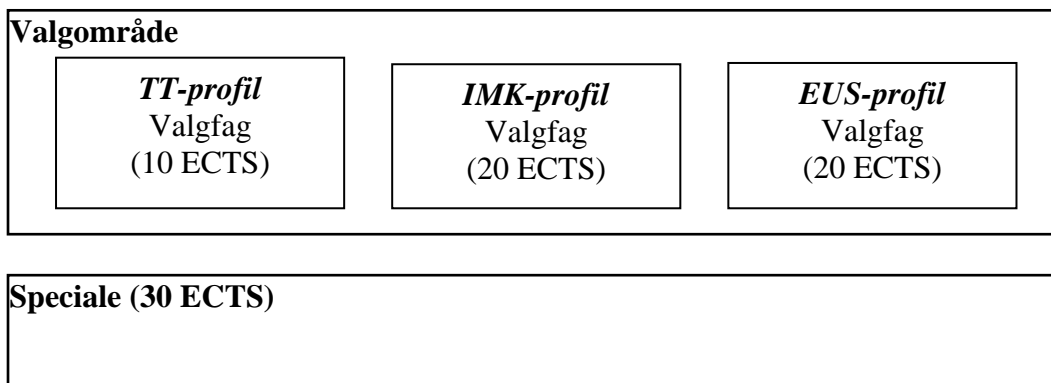 Valgområde
TT-profil
Valgfag
(10 ECTS)
IMK-profil
Valgfag
(20 ECTS)
EUS-profil
Valgfag
(20 ECTS)
Speciale (30 ECTS)